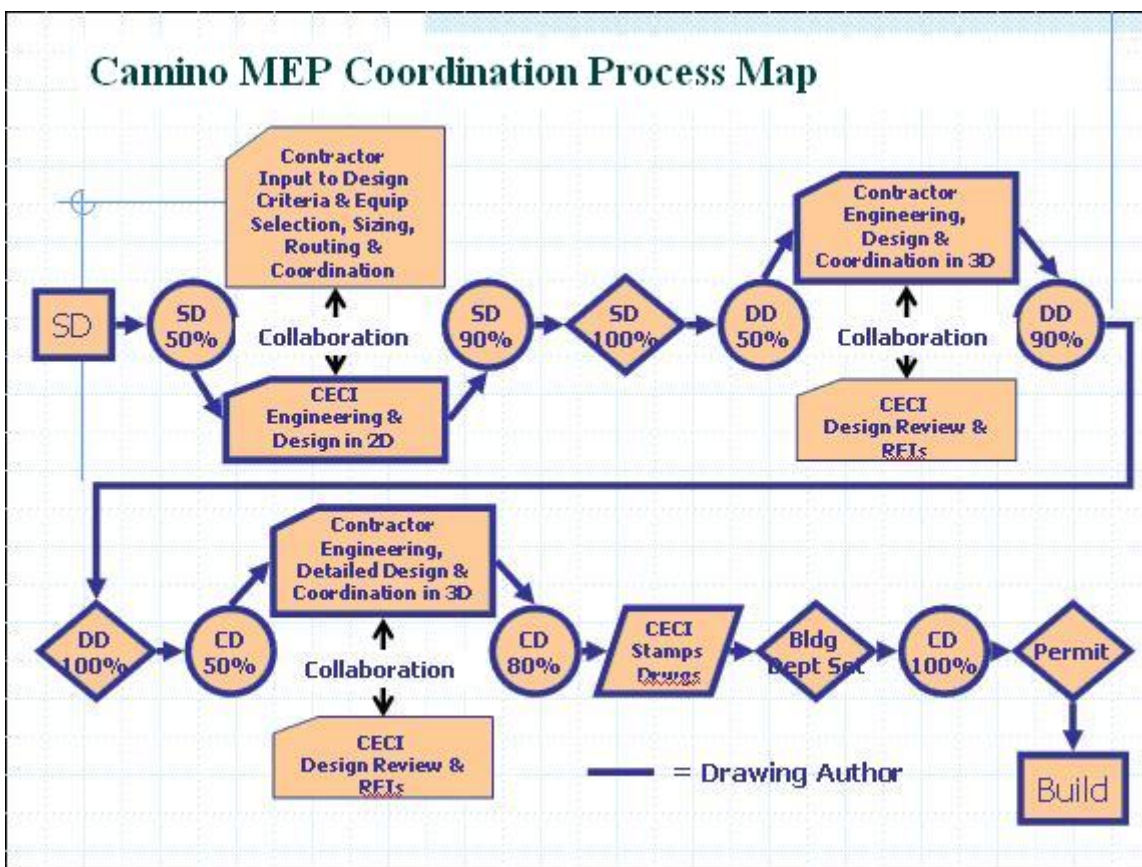 Camino MEP Coordination Process Map
Contractor
Input to Design
Criteria & Equip
Selection, Sizing,
Routing &
Coordination
Contractor
Engineering,
Design &
Coordination in 3D
SD
SD
50%
Collaboration
SD
90%
SD
100%
DD
50%
Collaboration
DD
90%
CECI
Engineering &
Design in 2D
CECI
Design Review &
RFIs
Contractor
Engineering,
Detailed Design &
Coordination in 3D
DD
100%
CD
50%
Collaboration
CD
80%
CECI
Stamps
Drwgs
Bldg
Dept Set
CD
100%
Permit
CECI
Design Review &
RFIs
= Drawing Author
Build